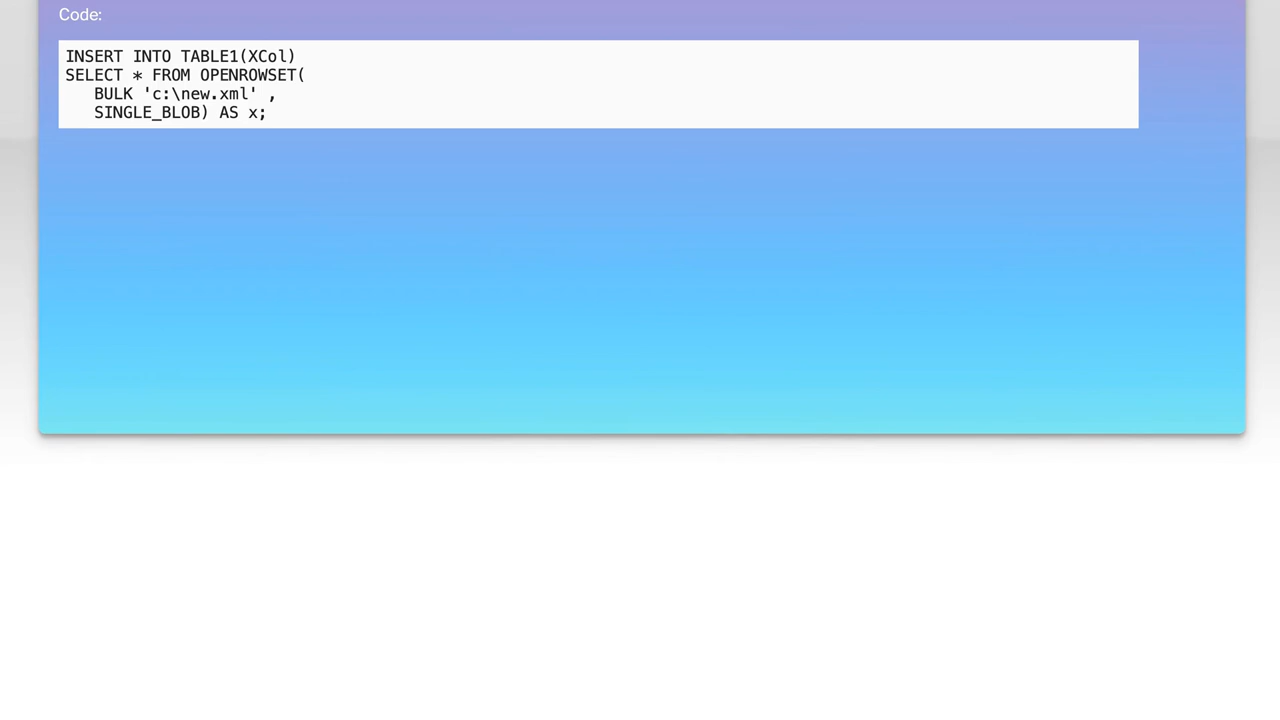 Code:
INSERT INTO TABLE1(XCol)
SELECT * FROM OPENROWSET(
   BULK 'c:\new.xml' ,
   SINGLE_BLOB) AS x;